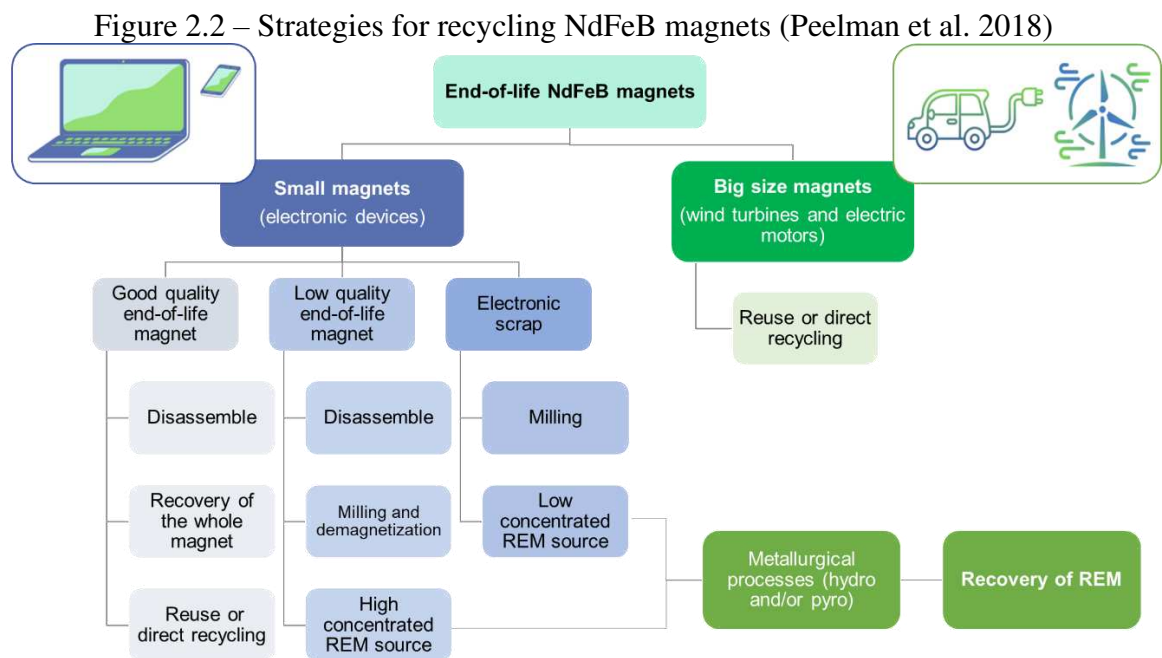 Figure 2.2 – Strategies for recycling NdFeB magnets (Peelman et al. 2018)
End-of-life NdFeB magnets
Small magnets
(electronic devices)
Big size magnets
(wind turbines and electric
motors)
Good quality
end-of-life
magnet
Low quality
end-of-life
magnet
Electronic
scrap
Reuse or direct
recycling
Disassemble
Disassemble
Milling
Recovery of
the whole
magnet
Milling and
demagnetization
Low
concentrated
REM source
Reuse or
direct recycling
High
concentrated
REM source
Metallurgical
processes (hydro
and/or pyro)
Recovery of REM